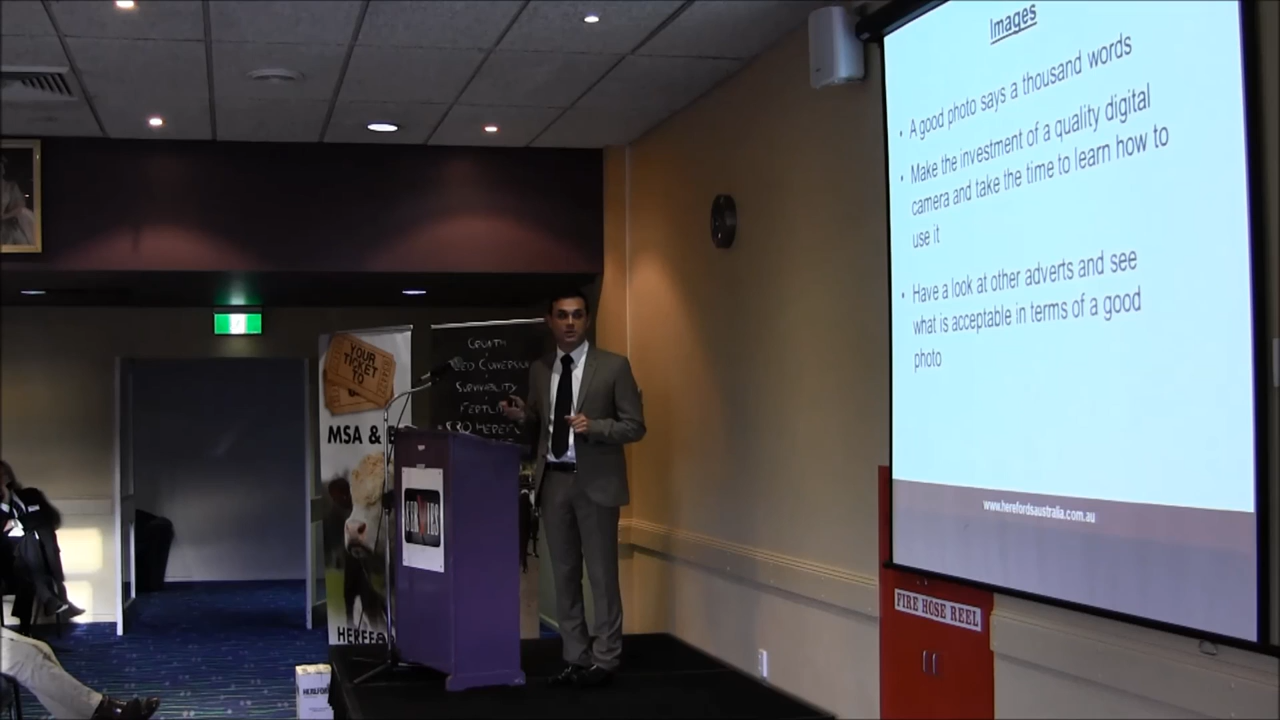 Images
• A good photo says a thousand words
• Make the investment of a quality digital
camera and take the time to learn how to
use it
• Have a look at other adverts and see
what is acceptable in terms of a good
photo
www.herefordsaustralia.com.au
FIRE HOSE REEL
YOUR
TICKET
TO
MSA &
GROWTH
SURVIVABILITY